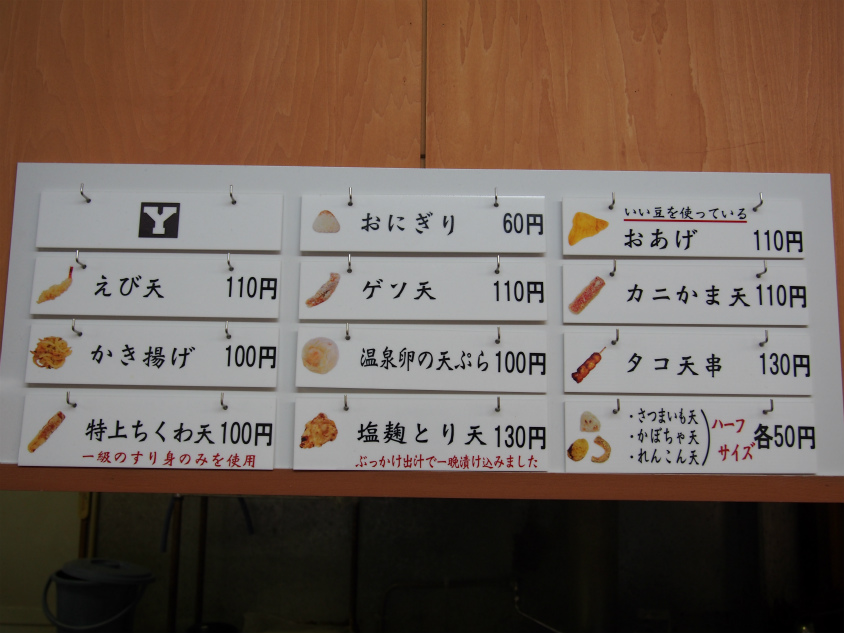 Y
えび天 110円
かき揚げ 100円
特上ちくわ天 100円
一級のすり身のみを使用
おにぎり 60円
ゲソ天 110円
温泉卵の天ぷら 100円
塩麹とり天 130円
ぶっかけ出汁で一晩漬け込みました
いい豆を使っている
おあげ 110円
カニかま天 110円
タコ天串 130円
・さつまいも天
・かぼちゃ天
・れんこん天
ハーフ
サイズ
各50円